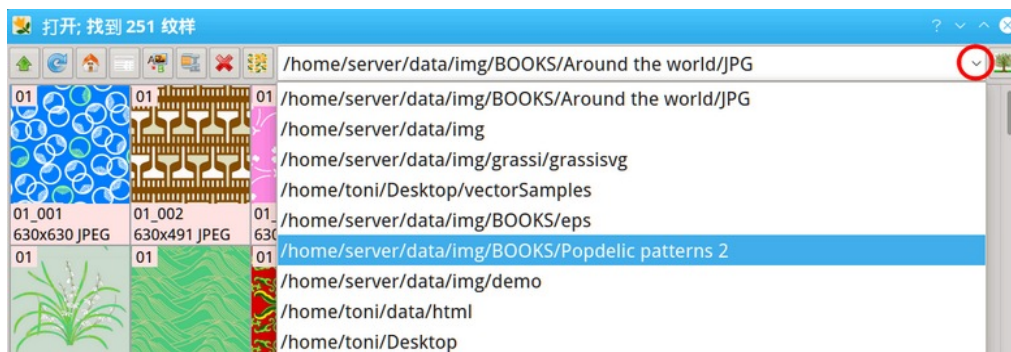 打开; 找到 251 纹样
/home/server/data/img/BOOKS/Around the world/JPG
01 01 01 /home/server/data/img/BOOKS/Around the world/JPG
/home/server/data/img
/home/server/data/img/grassi/grassisvg
/home/toni/Desktop/vectorSamples
01_001 01_002 01_ /home/server/data/img/BOOKS/eps
630x630 JPEG 630x491 JPEG 630
01 01 01 /home/server/data/img/BOOKS/Popdelic patterns 2
/home/server/data/img/demo
/home/toni/data/html
/home/toni/Desktop